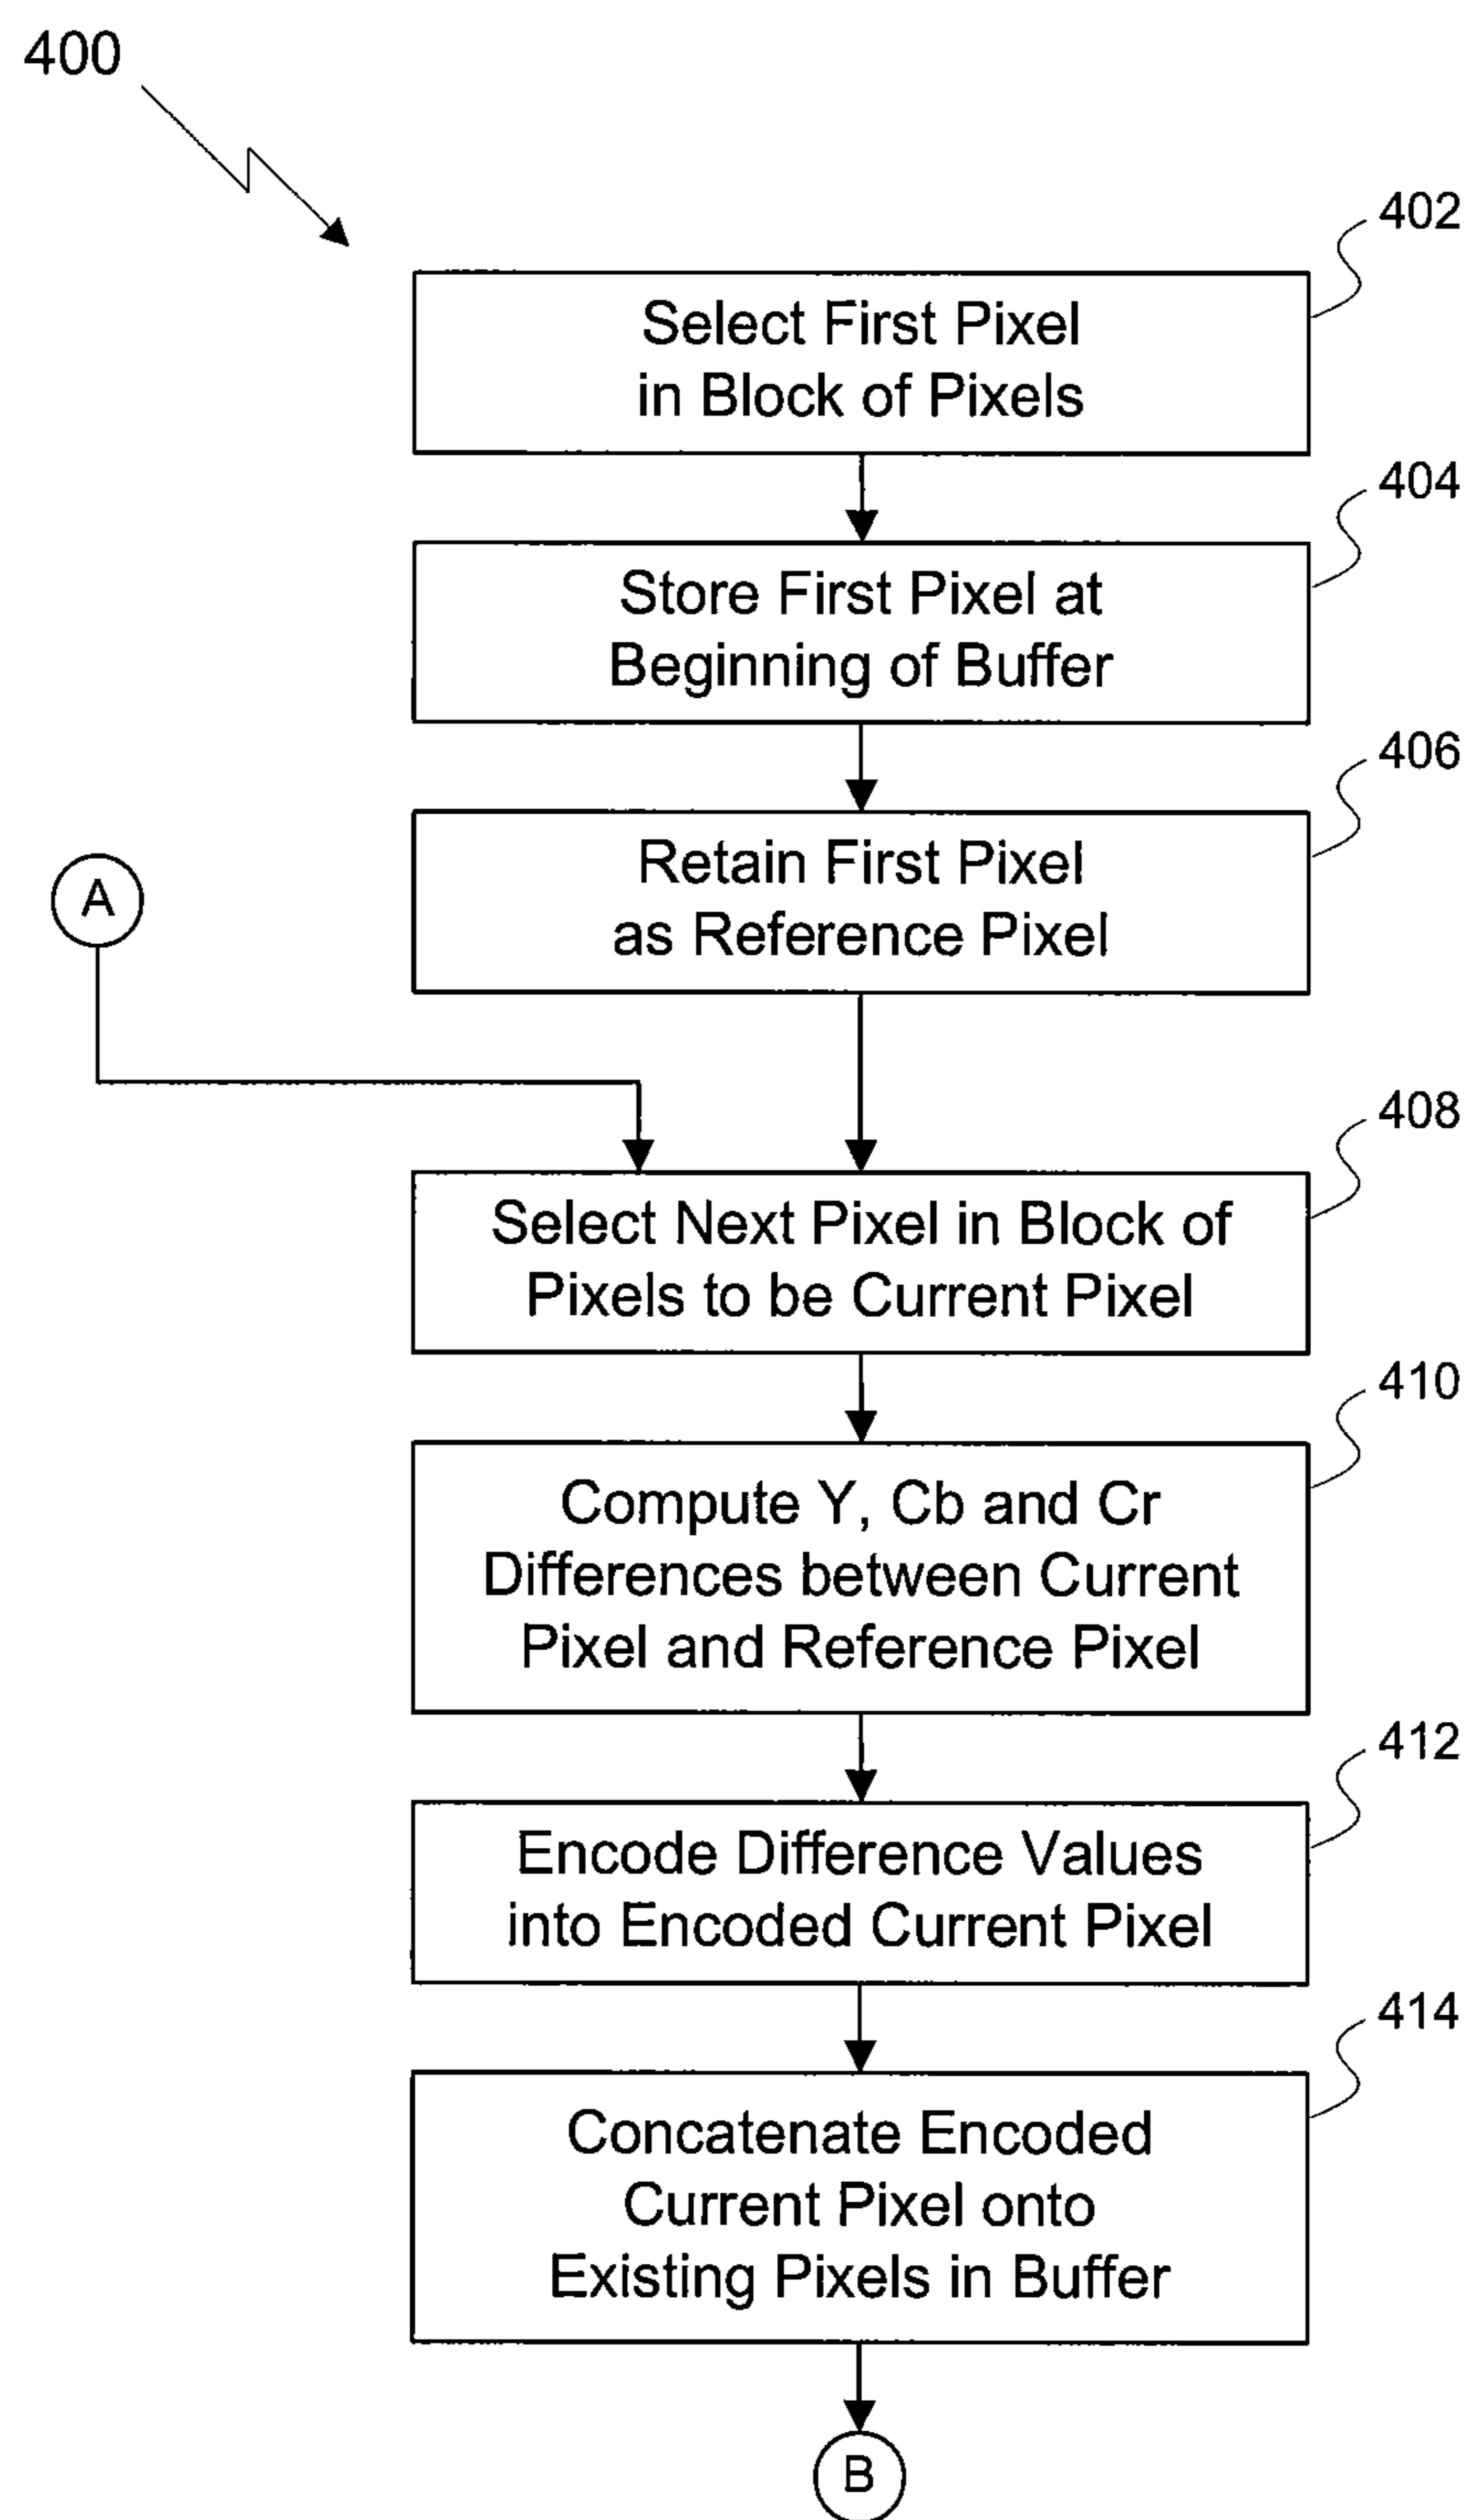 400
402
Select First Pixel
in Block of Pixels
404
Store First Pixel at
Beginning of Buffer
406
Retain First Pixel
as Reference Pixel
A
408
Select Next Pixel in Block of
Pixels to be Current Pixel
410
Compute Y, Cb and Cr
Differences between Current
Pixel and Reference Pixel
412
Encode Difference Values
into Encoded Current Pixel
414
Concatenate Encoded
Current Pixel onto
Existing Pixels in Buffer
B